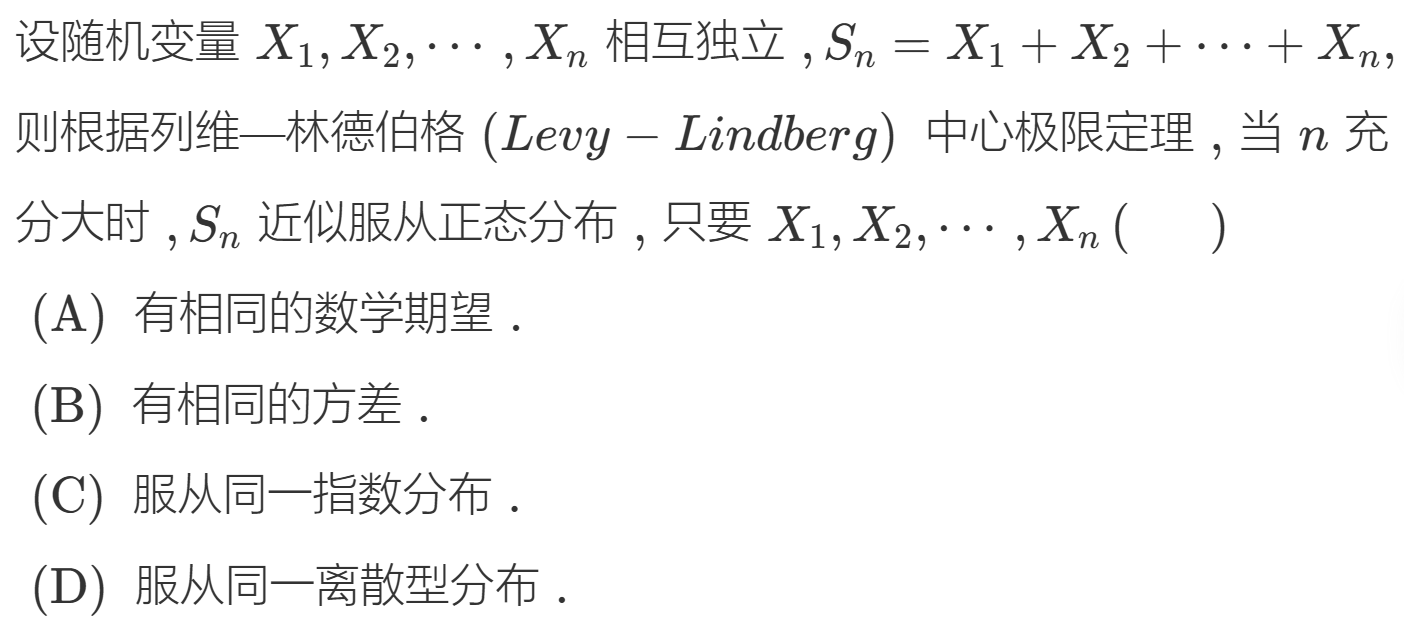 设随机变量 X₁, X₂, ⋯ , Xₙ 相互独立 , Sₙ = X₁ + X₂ + ⋯ + Xₙ,
则根据列维—林德伯格 (Levy − Lindberg) 中心极限定理 , 当 n 充
分大时 , Sₙ 近似服从正态分布 , 只要 X₁, X₂, ⋯ , Xₙ ( )
(A) 有相同的数学期望 .
(B) 有相同的方差 .
(C) 服从同一指数分布 .
(D) 服从同一离散型分布 .